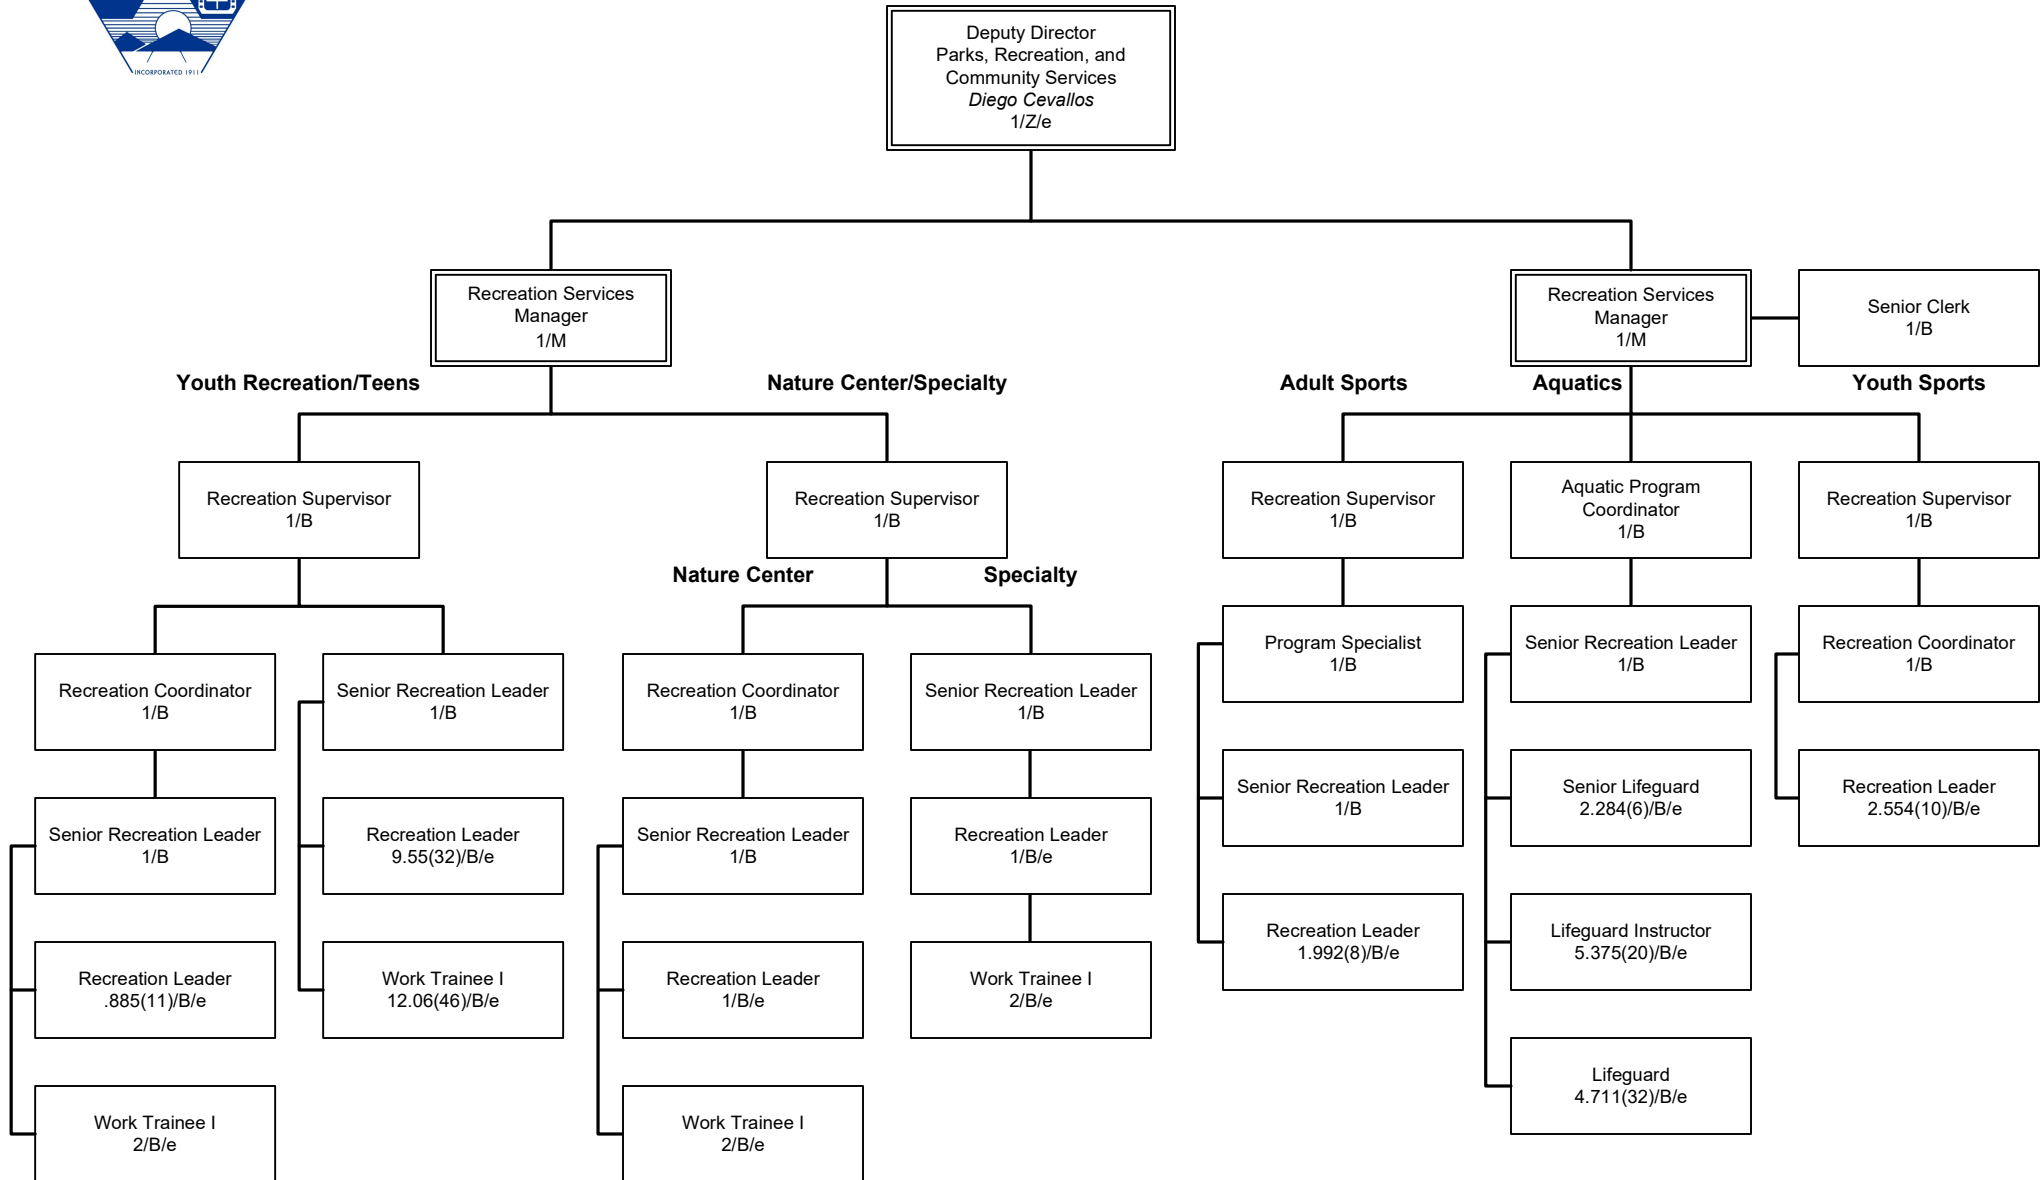 INCORPORATED 1911
Deputy Director
Parks, Recreation, and
Community Services
Diego Cevallos
1/Z/e
Recreation Services
Manager
1/M
Recreation Services
Manager
1/M
Senior Clerk
1/B
Youth Recreation/Teens
Nature Center/Specialty
Adult Sports
Aquatics
Youth Sports
Recreation Supervisor
1/B
Recreation Supervisor
1/B
Recreation Supervisor
1/B
Aquatic Program
Coordinator
1/B
Recreation Supervisor
1/B
Nature Center
Specialty
Recreation Coordinator
1/B
Senior Recreation Leader
1/B
Recreation Coordinator
1/B
Senior Recreation Leader
1/B
Program Specialist
1/B
Senior Recreation Leader
1/B
Recreation Coordinator
1/B
Senior Recreation Leader
1/B
Recreation Leader
9.55(32)/B/e
Senior Recreation Leader
1/B
Recreation Leader
1/B/e
Senior Recreation Leader
1/B
Senior Lifeguard
2.284(6)/B/e
Recreation Leader
2.554(10)/B/e
Recreation Leader
.885(11)/B/e
Work Trainee I
12.06(46)/B/e
Recreation Leader
1/B/e
Work Trainee I
2/B/e
Recreation Leader
1.992(8)/B/e
Lifeguard Instructor
5.375(20)/B/e
Work Trainee I
2/B/e
Work Trainee I
2/B/e
Lifeguard
4.711(32)/B/e